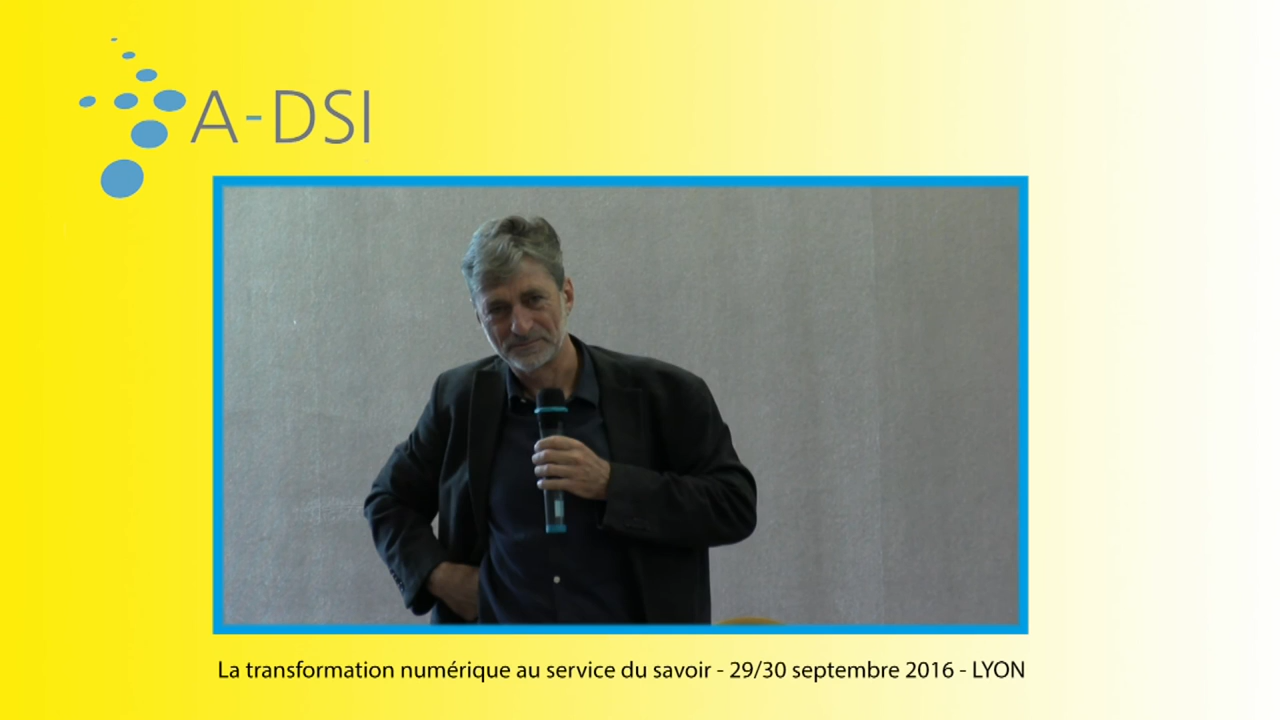 A-DSI
La transformation numérique au service du savoir - 29/30 septembre 2016 - LYON